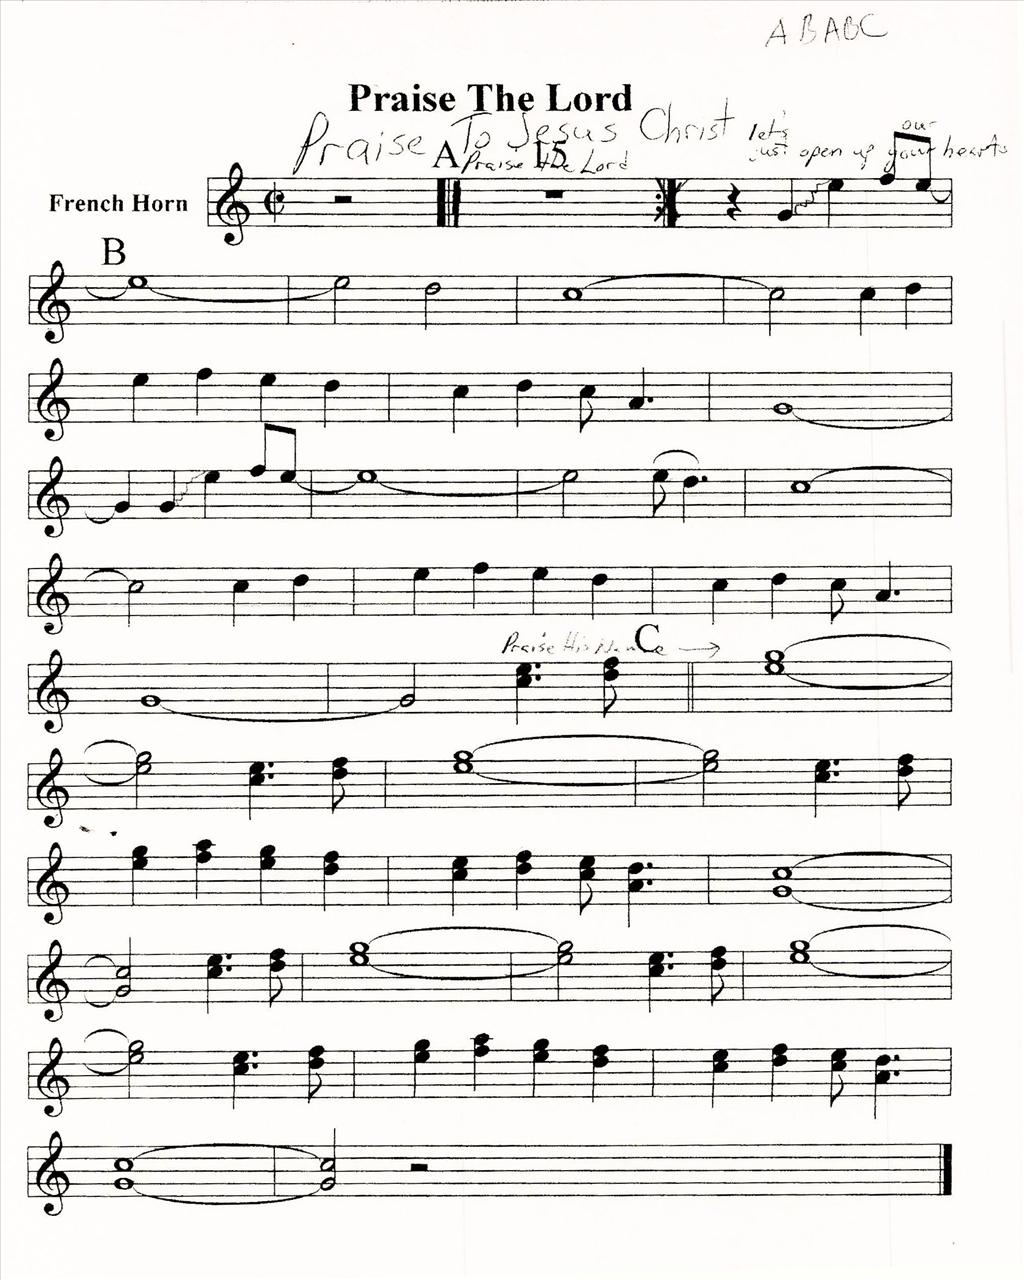 ABABC
Praise The Lord
Praise To Jesus Christ
let's our
just open up your hearts
A 15
Praise the Lord
French Horn
B
Praise His Name
C